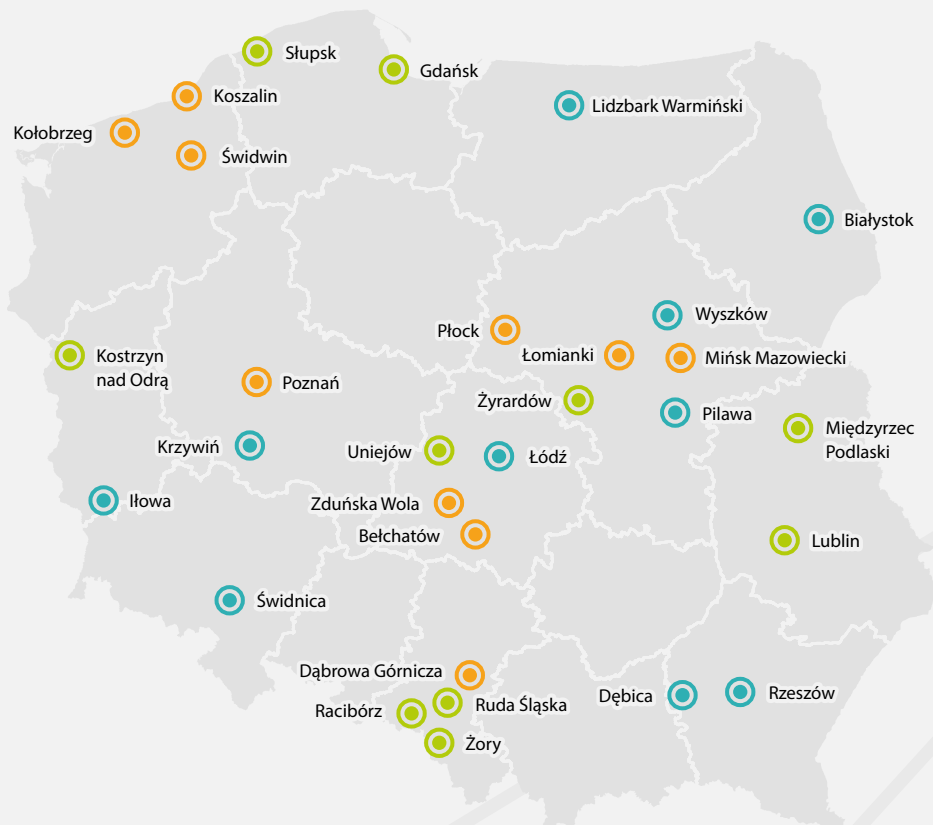 Słupsk
Gdańsk
Koszalin
Lidzbark Warmiński
Kołobrzeg
Świdwin
Białystok
Wyszków
Płock
Łomianki
Mińsk Mazowiecki
Kostrzyn
nad Odrą
Poznań
Żyrardów
Pilawa
Międzyrzec
Podlaski
Krzywiń
Uniejów
Łódź
Iłowa
Zduńska Wola
Bełchatów
Lublin
Świdnica
Dąbrowa Górnicza
Dębica
Rzeszów
Racibórz
Ruda Śląska
Żory